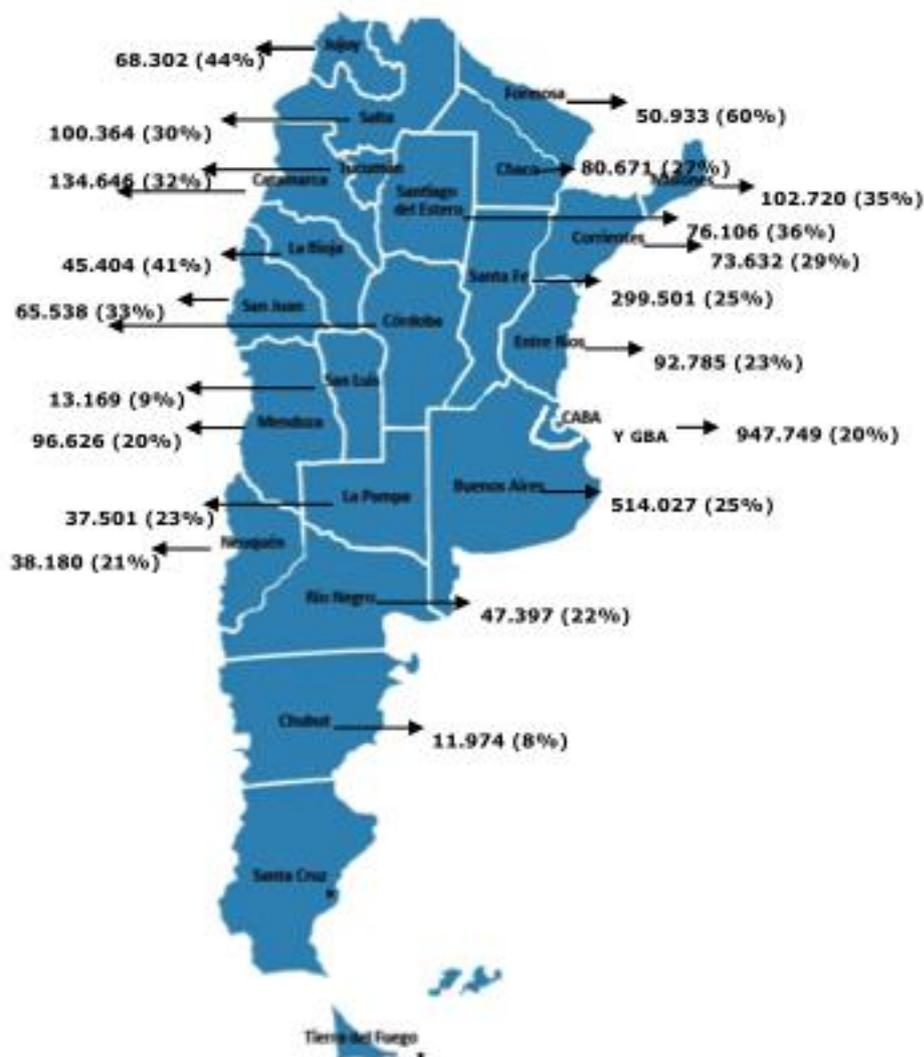 Jujuy
68.302 (44%)
Formosa
50.933 (60%)
Salta
100.364 (30%)
Tucumán
Chaco
80.671 (27%)
Misiones
134.646 (32%)
Catamarca
102.720 (35%)
Santiago
del Estero
76.106 (36%)
Corrientes
73.632 (29%)
La Rioja
45.404 (41%)
Santa Fé
299.501 (25%)
San Juan
65.538 (33%)
Córdoba
Entre Ríos
92.785 (23%)
San Luis
13.169 (9%)
Mendoza
96.626 (20%)
CABA
Y GBA
947.749 (20%)
La Pampa
37.501 (23%)
Buenos Aires
514.027 (25%)
Neuquén
38.180 (21%)
Río Negro
47.397 (22%)
Chubut
11.974 (8%)
Santa Cruz
Tierra del Fuego